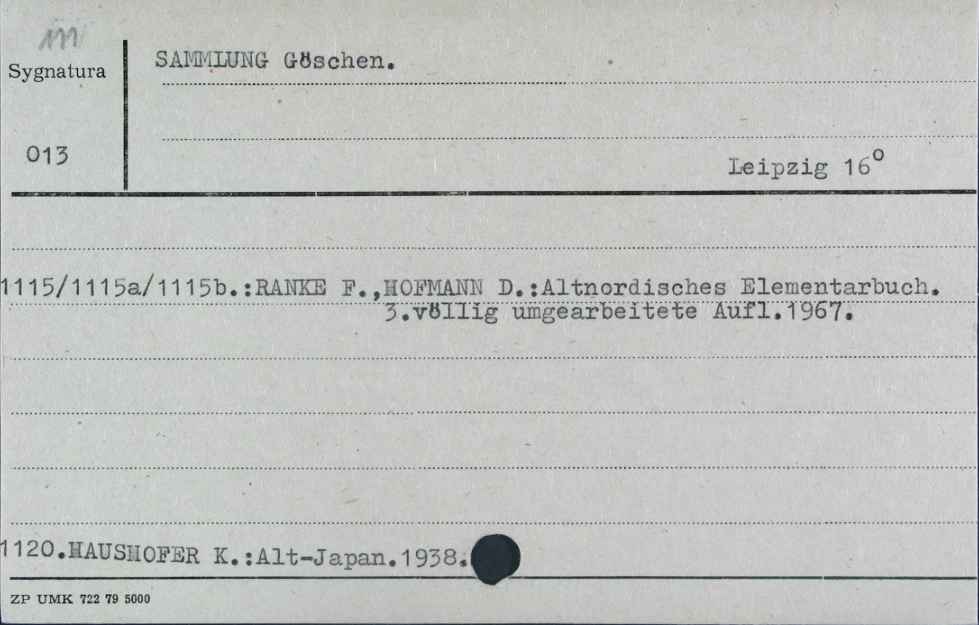 m
Sygnatura
SAMMLUNG Göschen.
013
Leipzig 16⁰
1115/1115a/1115b.:RANKE F.,HOFMANN D.:Altnordisches Elementarbuch.
3.völlig umgearbeitete Aufl.1967.
1120.HAUSHOFER K.:Alt-Japan.1938.
ZP UMK 722 79 5000